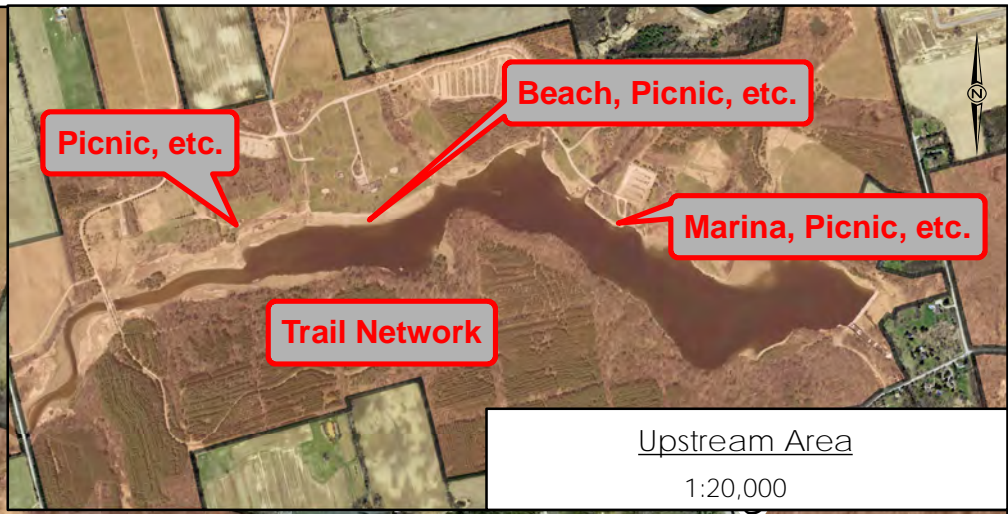 Beach, Picnic, etc.
N
Picnic, etc.
Marina, Picnic, etc.
Trail Network
Upstream Area
1:20,000